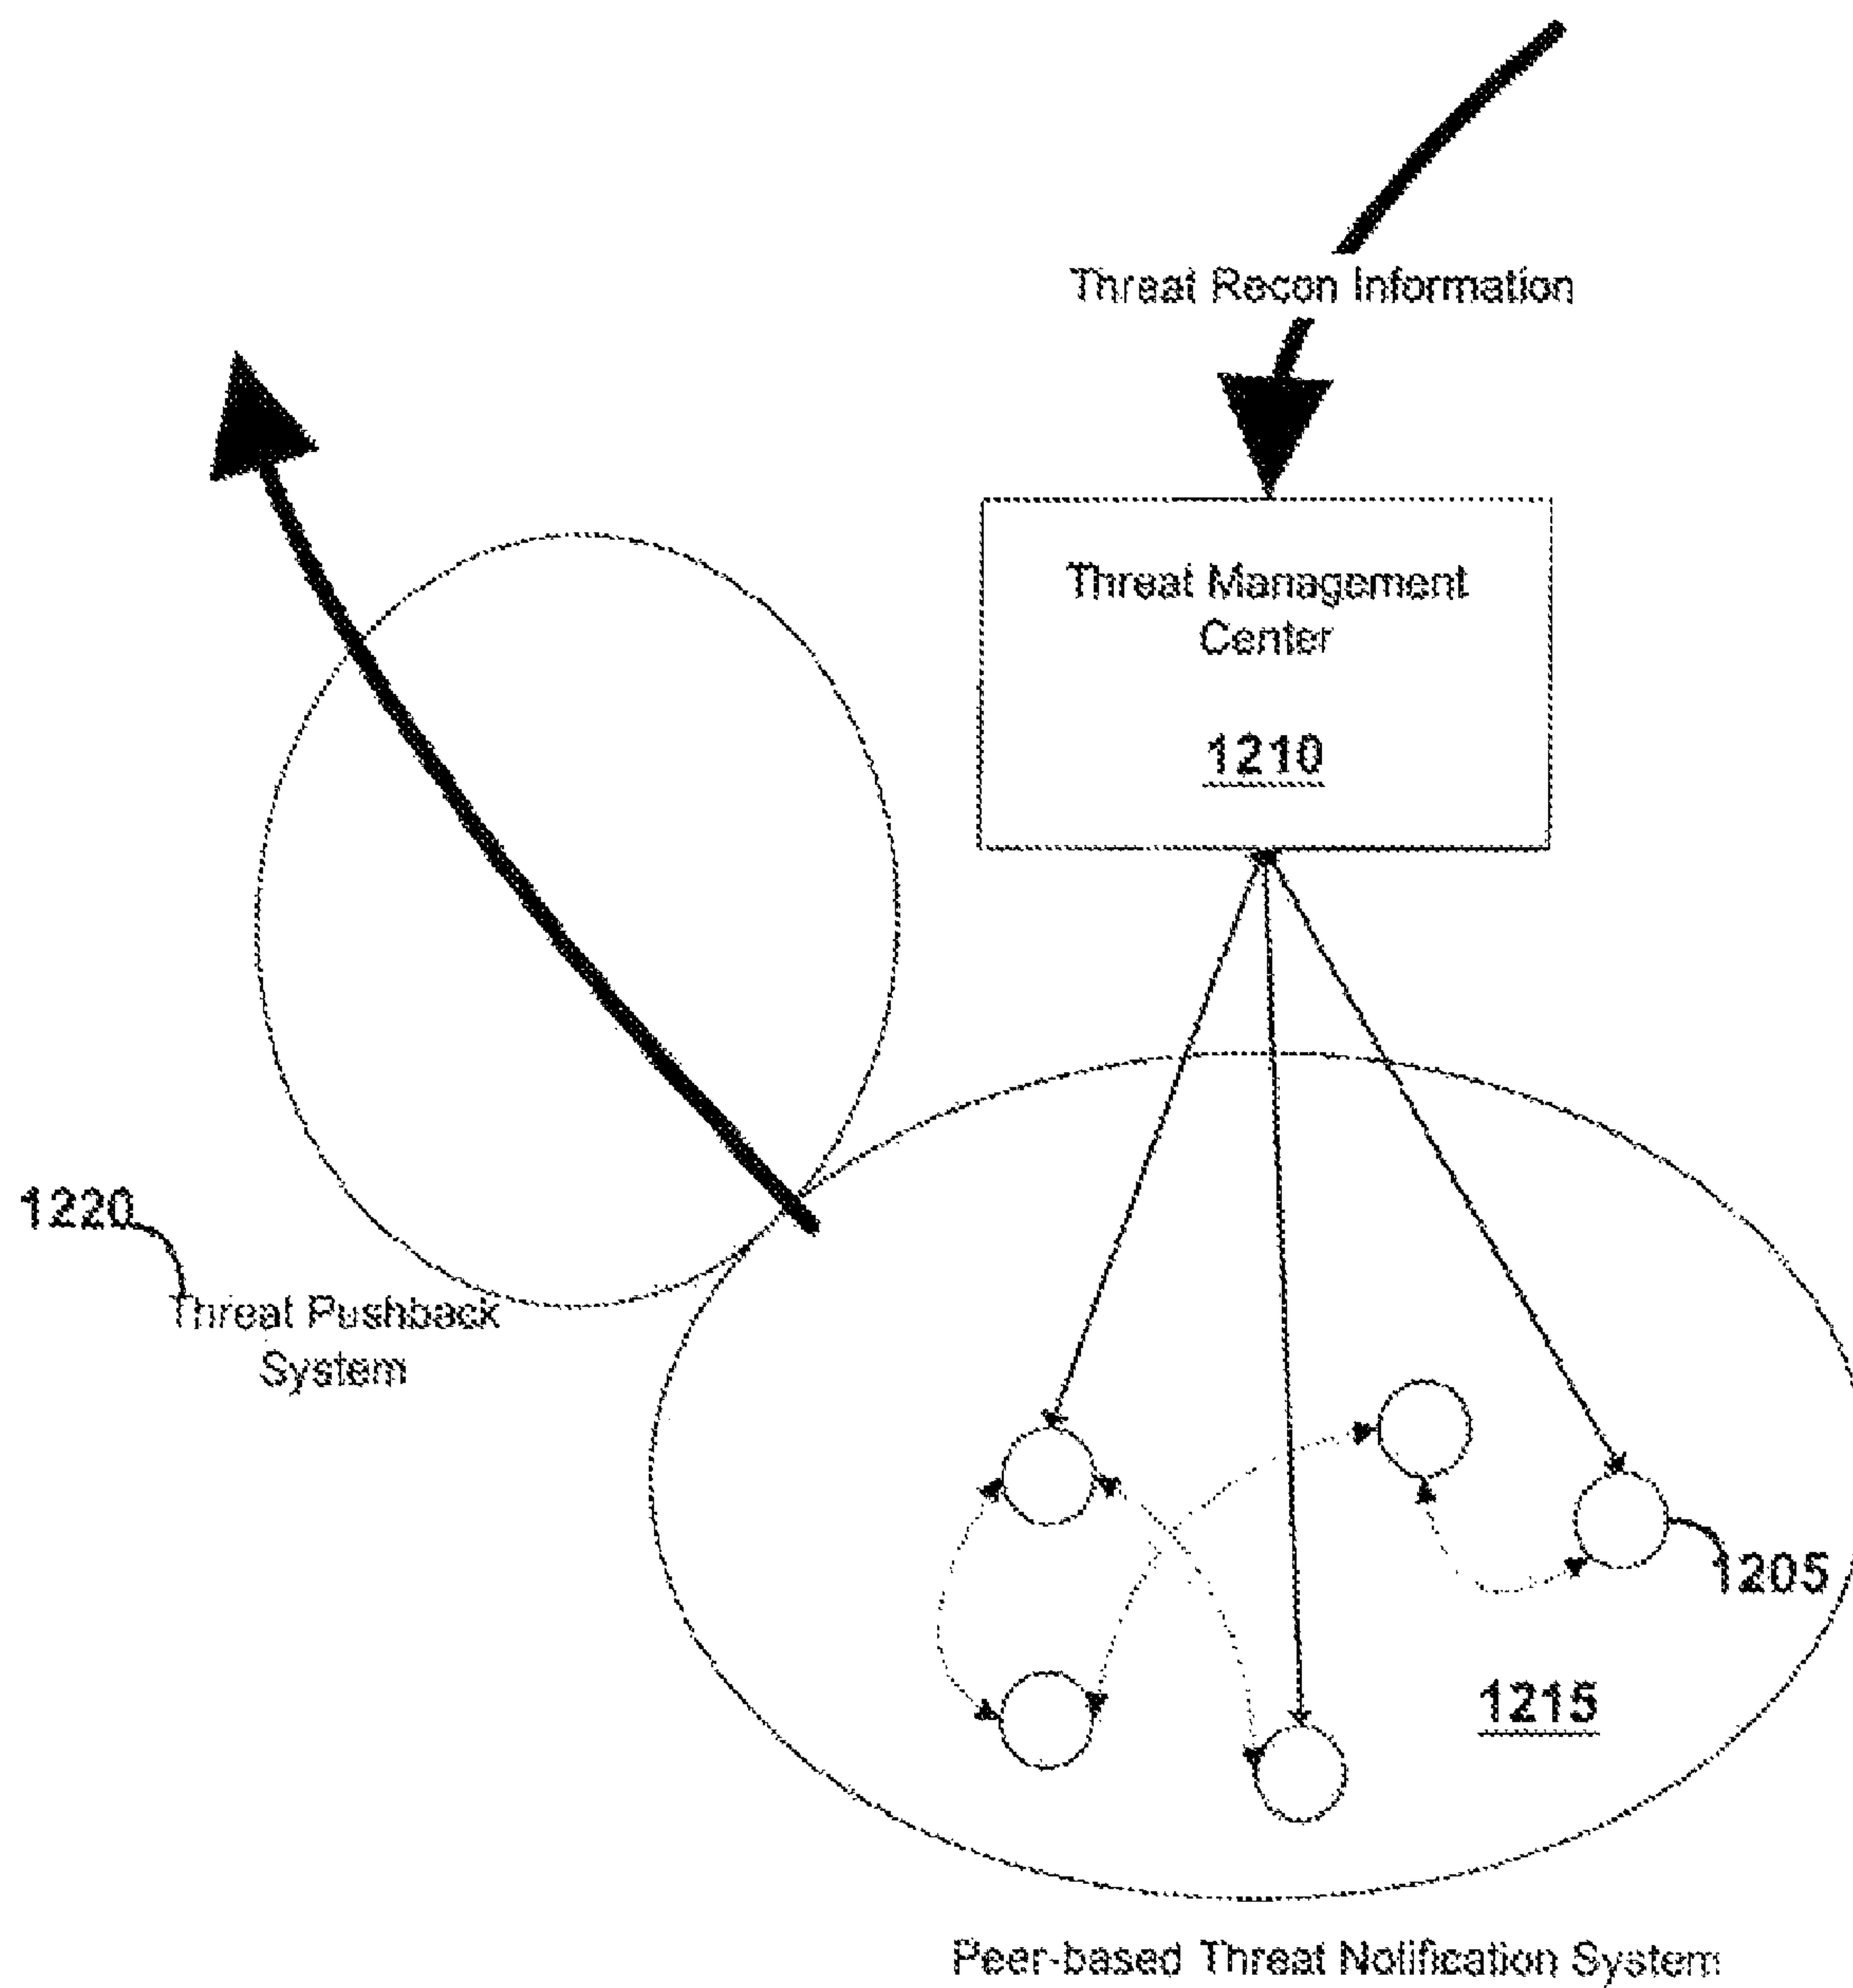 Threat Recon Information
Threat Management
Center
1210
1220
Threat Pushback
System
1205
1215
Peer-based Threat Notification System